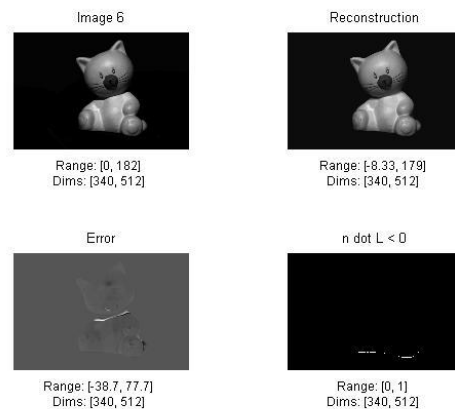 Image 6
Reconstruction
Range: [0, 182]
Dims: [340, 512]
Range: [-8.33, 179]
Dims: [340, 512]
Error
n dot L < 0
Range: [-38.7, 77.7]
Dims: [340, 512]
Range: [0, 1]
Dims: [340, 512]